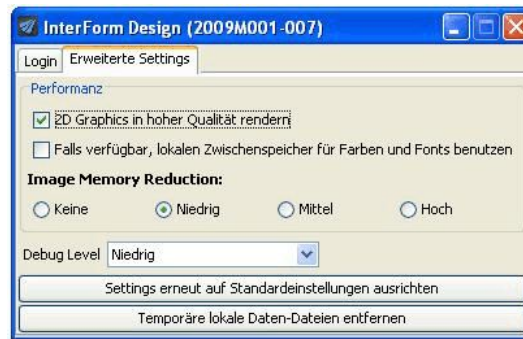 InterForm Design (2009M001-007)
Login Erweiterte Settings
Performanz
2D Graphics in hoher Qualität rendern
Falls verfügbar, lokalen Zwischenspeicher für Farben und Fonts benutzen
Image Memory Reduction:
Keine Niedrig Mittel Hoch
Debug Level Niedrig
Settings erneut auf Standardeinstellungen ausrichten
Temporäre lokale Daten-Dateien entfernen